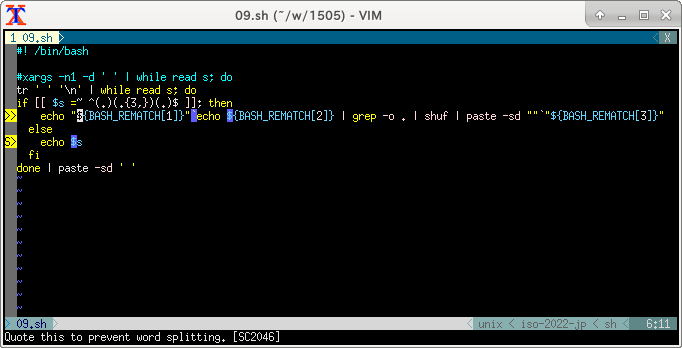 09.sh (~/w/1505) - VIM
1 09.sh X
#! /bin/bash
#xargs -n1 -d ' ' | while read s; do
tr ' ' '\n' | while read s; do
if [[ $s =~ ^(.)(.{3,})(.)$ ]]; then
>> echo "${BASH_REMATCH[1]}"`echo ${BASH_REMATCH[2]} | grep -o . | shuf | paste -sd ""`"${BASH_REMATCH[3]}"
else
S> echo $s
fi
done | paste -sd ' '
~
~
~
~
~
~
~
~
~
~
~
~
09.sh unix < iso-2022-jp < sh 6:11
Quote this to prevent word splitting. [SC2046]